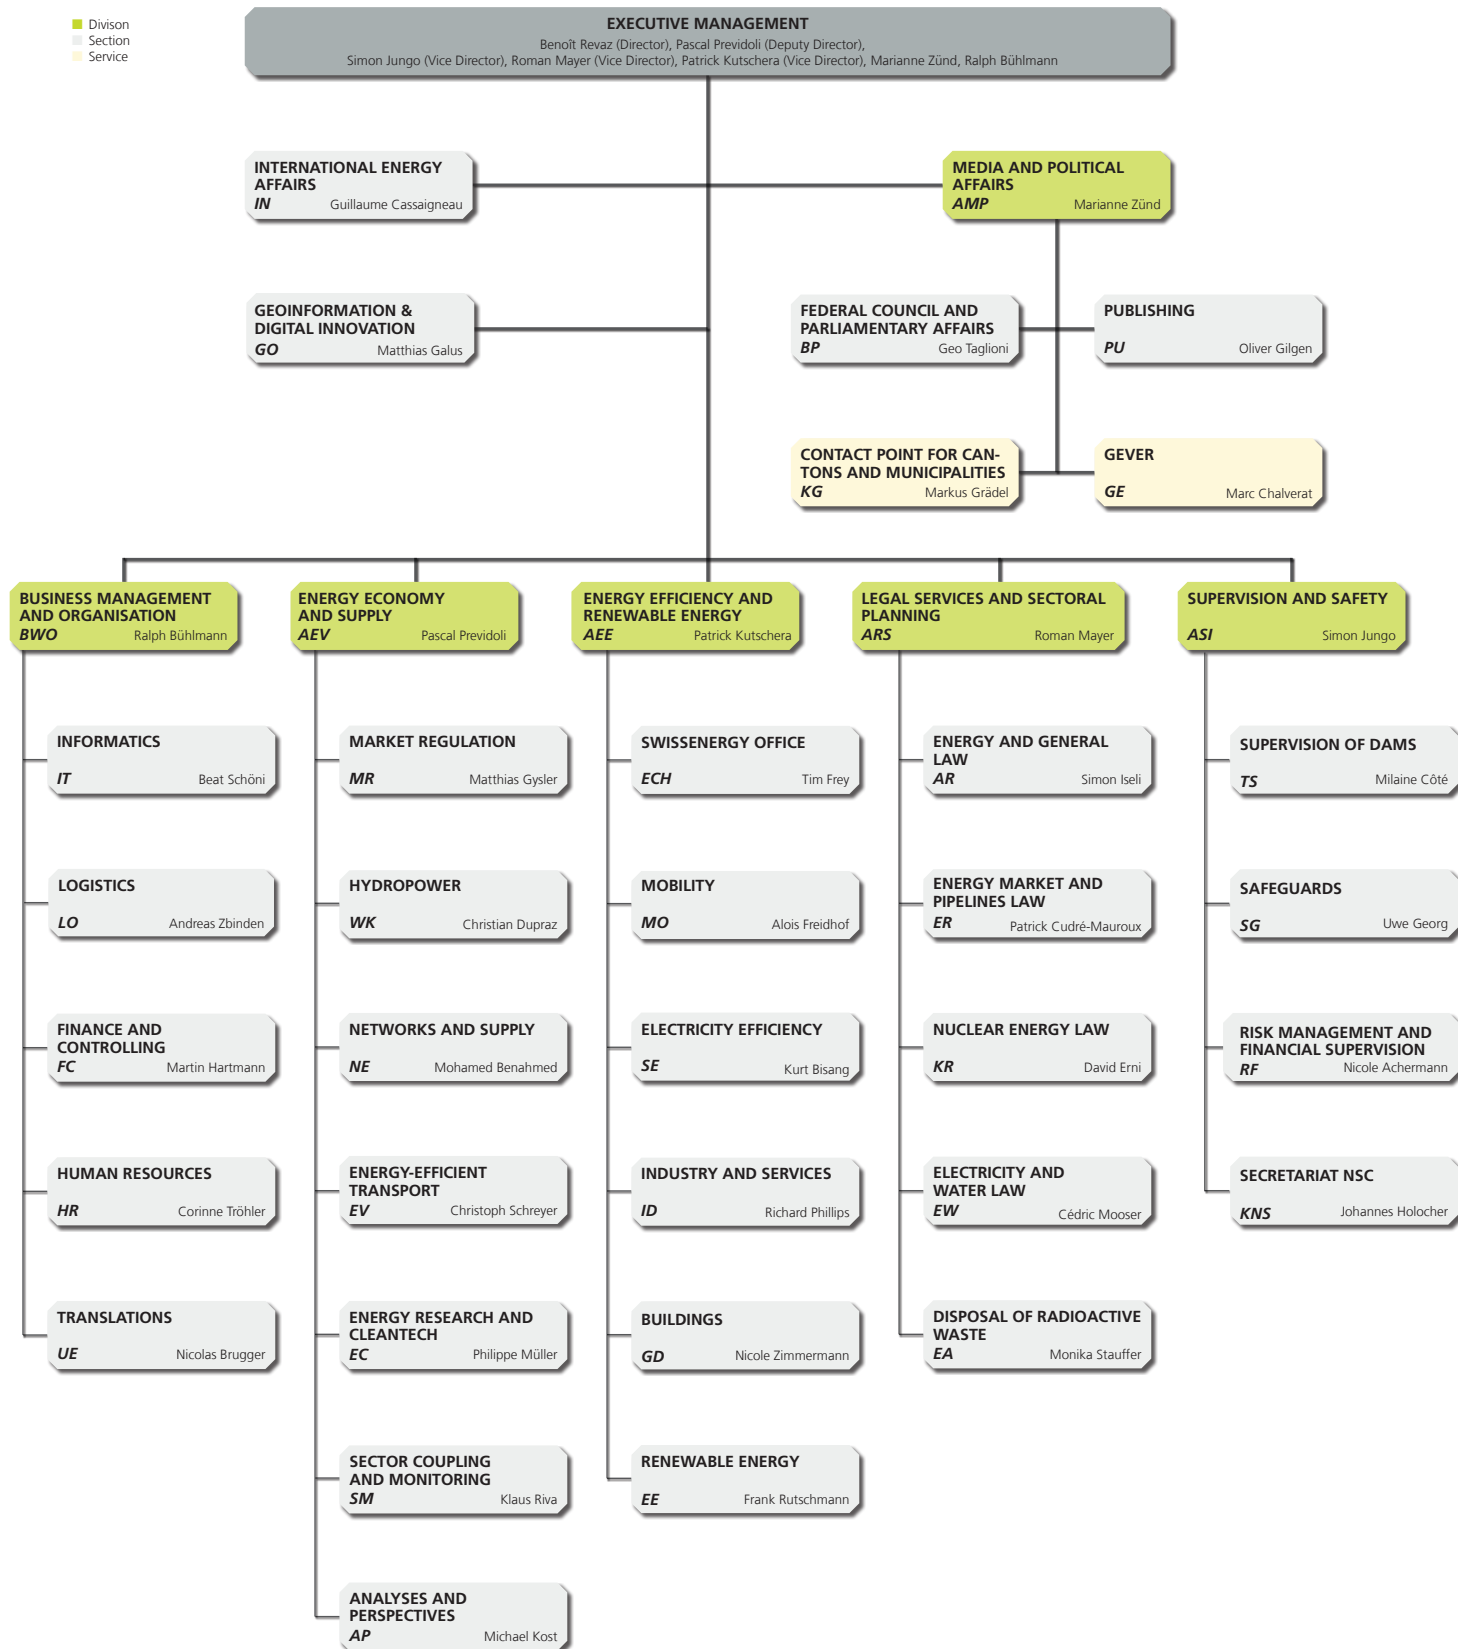 Divison
Section
Service
EXECUTIVE MANAGEMENT
Benoît Revaz (Director), Pascal Previdoli (Deputy Director),
Simon Jungo (Vice Director), Roman Mayer (Vice Director), Patrick Kutschera (Vice Director), Marianne Zünd, Ralph Bühlmann
INTERNATIONAL ENERGY
AFFAIRS
IN Guillaume Cassaigneau
MEDIA AND POLITICAL
AFFAIRS
AMP Marianne Zünd
GEOINFORMATION &
DIGITAL INNOVATION
GO Matthias Galus
FEDERAL COUNCIL AND
PARLIAMENTARY AFFAIRS
BP Geo Taglioni
PUBLISHING
PU Oliver Gilgen
CONTACT POINT FOR CAN-
TONS AND MUNICIPALITIES
KG Markus Grädel
GEVER
GE Marc Chalverat
BUSINESS MANAGEMENT
AND ORGANISATION
BWO Ralph Bühlmann
ENERGY ECONOMY
AND SUPPLY
AEV Pascal Previdoli
ENERGY EFFICIENCY AND
RENEWABLE ENERGY
AEE Patrick Kutschera
LEGAL SERVICES AND SECTORAL
PLANNING
ARS Roman Mayer
SUPERVISION AND SAFETY
ASI Simon Jungo
INFORMATICS
IT Beat Schöni
LOGISTICS
LO Andreas Zbinden
FINANCE AND
CONTROLLING
FC Martin Hartmann
HUMAN RESOURCES
HR Corinne Tröhler
TRANSLATIONS
UE Nicolas Brugger
MARKET REGULATION
MR Matthias Gysler
HYDROPOWER
WK Christian Dupraz
NETWORKS AND SUPPLY
NE Mohamed Benahmed
ENERGY-EFFICIENT
TRANSPORT
EV Christoph Schreyer
ENERGY RESEARCH AND
CLEANTECH
EC Philippe Müller
SECTOR COUPLING
AND MONITORING
SM Klaus Riva
ANALYSES AND
PERSPECTIVES
AP Michael Kost
SWISSENERGY OFFICE
ECH Tim Frey
MOBILITY
MO Alois Freidhof
ELECTRICITY EFFICIENCY
SE Kurt Bisang
INDUSTRY AND SERVICES
ID Richard Phillips
BUILDINGS
GD Nicole Zimmermann
RENEWABLE ENERGY
EE Frank Rutschmann
ENERGY AND GENERAL
LAW
AR Simon Iseli
ENERGY MARKET AND
PIPELINES LAW
ER Patrick Cudré-Mauroux
NUCLEAR ENERGY LAW
KR David Erni
ELECTRICITY AND
WATER LAW
EW Cédric Mooser
DISPOSAL OF RADIOACTIVE
WASTE
EA Monika Stauffer
SUPERVISION OF DAMS
TS Milaine Côté
SAFEGUARDS
SG Uwe Georg
RISK MANAGEMENT AND
FINANCIAL SUPERVISION
RF Nicole Achermann
SECRETARIAT NSC
KNS Johannes Holocher